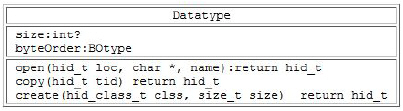 Datatype
size:int?
byteOrder:BOtype
open(hid_t loc, char *, name):return hid_t
copy(hid_t tid) return hid_t
create(hid_class_t clss, size_t size)  return hid_t